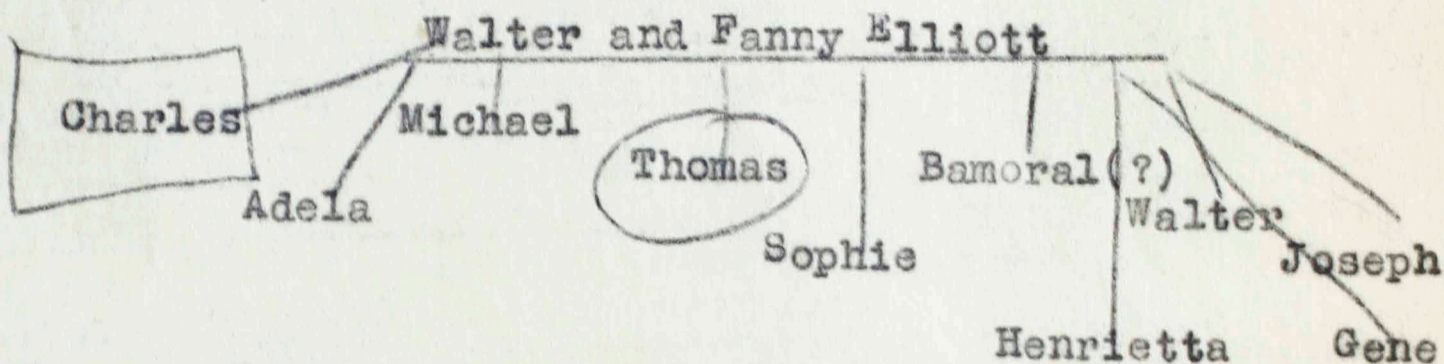 Walter and Fanny Elliott
Charles
Michael
Thomas
Bamoral(?)
Adela
Walter
Sophie
Joseph
Henrietta
Gene